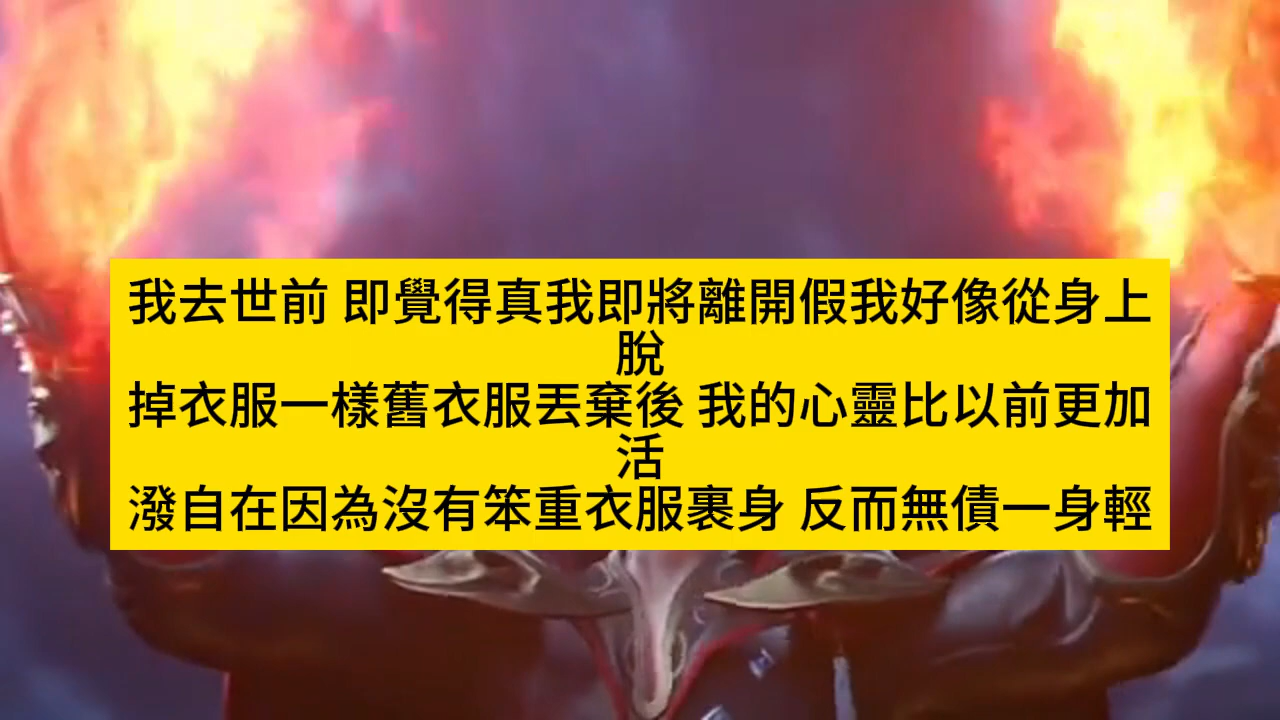 我去世前 即覺得真我即將離開假我好像從身上
脫
掉衣服一樣舊衣服丟棄後 我的心靈比以前更加
活
潑自在因為沒有笨重衣服裹身 反而無債一身輕